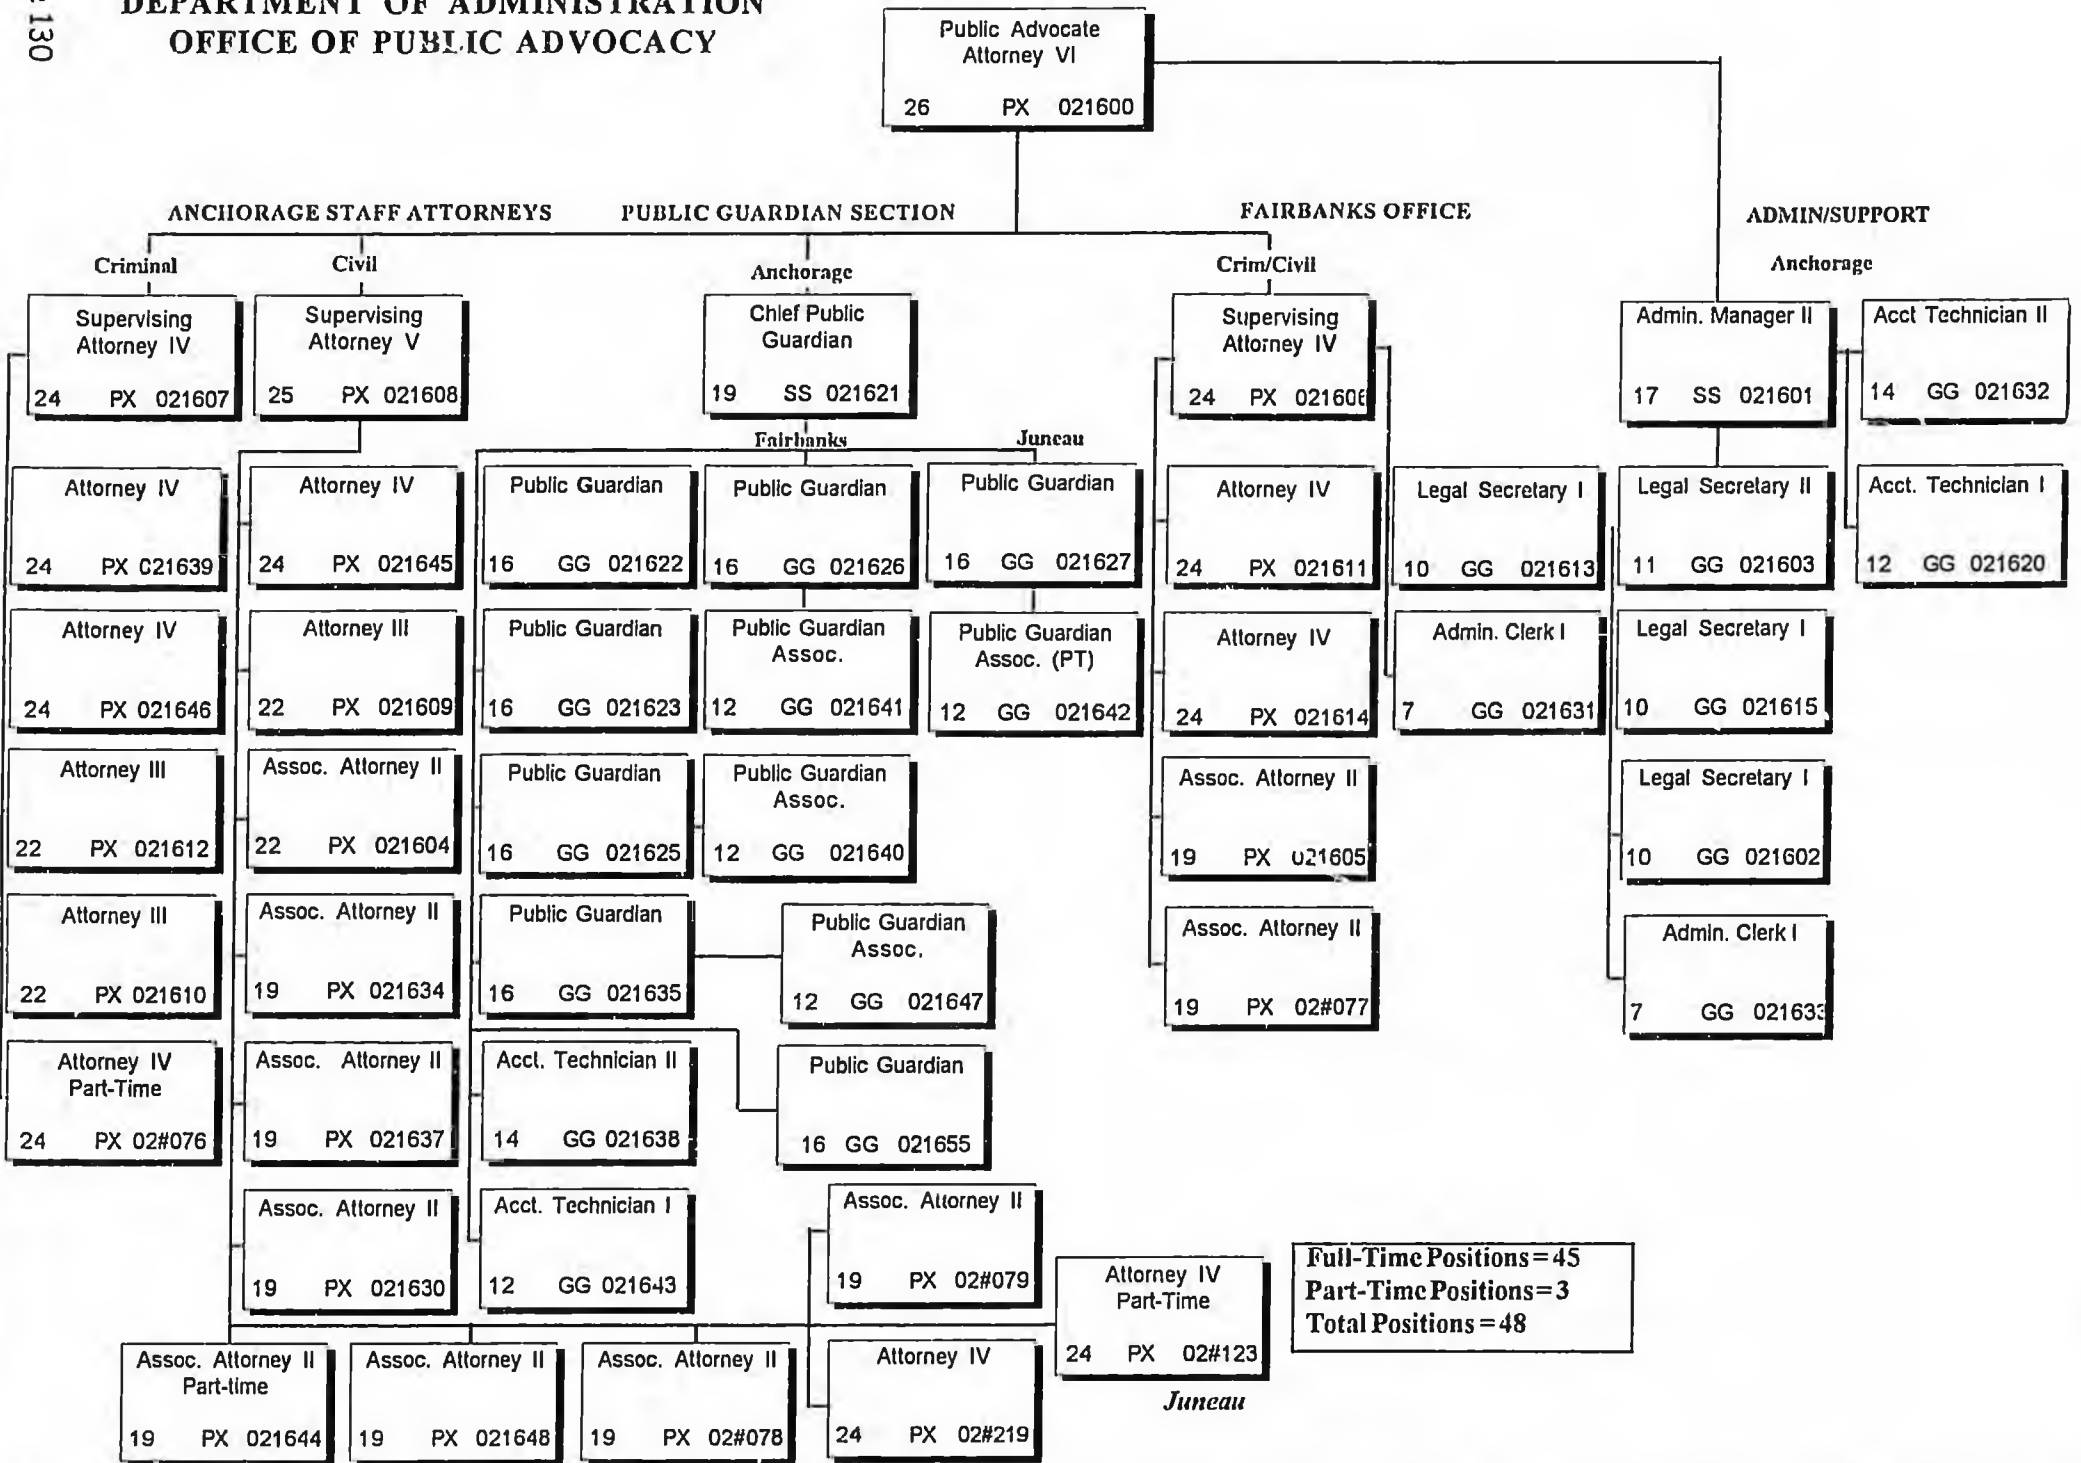 130
DEPARTMENT OF ADMINISTRATION
OFFICE OF PUBLIC ADVOCACY
Public Advocate
Attorney VI
26 PX 021600
ANCHORAGE STAFF ATTORNEYS
PUBLIC GUARDIAN SECTION
FAIRBANKS OFFICE
ADMIN/SUPPORT
Criminal
Civil
Anchorage
Crim/Civil
Anchorage
Supervising
Attorney IV
24 PX 021607
Supervising
Attorney V
25 PX 021608
Chief Public
Guardian
19 SS 021621
Supervising
Attorney IV
24 PX 02160
Admin. Manager II
17 SS 021601
Acct Technician II
14 GG 021632
Fairbanks
Juneau
Attorney IV
24 PX C21639
Attorney IV
24 PX 021645
Public Guardian
16 GG 021622
Public Guardian
16 GG 021626
Public Guardian
16 GG 021627
Attorney IV
24 PX 021611
Legal Secretary I
10 GG 021613
Legal Secretary II
11 GG 021603
Acct. Technician I
12 GG 021620
Attorney IV
24 PX 021646
Attorney III
22 PX 021609
Public Guardian
16 GG 021623
Public Guardian
Assoc.
12 GG 021641
Public Guardian
Assoc. (PT)
12 GG 021642
Attorney IV
24 PX 021614
Admin. Clerk I
7 GG 021631
Legal Secretary I
10 GG 021615
Attorney III
22 PX 021612
Assoc. Attorney II
22 PX 021604
Public Guardian
16 GG 021625
Public Guardian
Assoc.
12 GG 021640
Assoc. Attorney II
19 PX 021605
Legal Secretary I
10 GG 021602
Attorney III
22 PX 021610
Assoc. Attorney II
19 PX 021634
Public Guardian
16 GG 021635
Public Guardian
Assoc.
12 GG 021647
Assoc. Attorney II
19 PX 02#077
Admin. Clerk I
7 GG 021633
Attorney IV
Part-Time
24 PX 02#076
Assoc. Attorney II
19 PX 021637
Acct. Technician II
14 GG 021638
Public Guardian
16 GG 021655
Assoc. Attorney II
19 PX 021630
Acct. Technician I
12 GG 021643
Assoc. Attorney II
19 PX 02#079
Attorney IV
Part-Time
24 PX 02#123
Juneau
Full-Time Positions=45
Part-Time Positions=3
Total Positions=48
Assoc. Attorney II
Part-time
19 PX 021644
Assoc. Attorney II
19 PX 021648
Assoc. Attorney II
19 PX 02#078
Attorney IV
24 PX 02#219